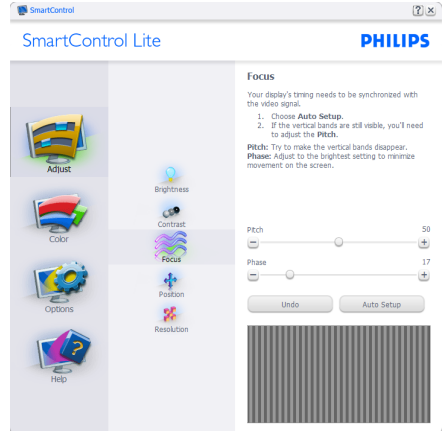 SmartControl
SmartControl Lite
PHILIPS
Adjust
Color
Options
Help
Brightness
Contrast
Focus
Position
Resolution
Focus
Your display's timing needs to be synchronized with
the video signal.
1. Choose Auto Setup.
2. If the vertical bands are still visible, you'll need
to adjust the Pitch.
Pitch: Try to make the vertical bands disappear.
Phase: Adjust to the brightest setting to minimize
movement on the screen.
Pitch 50
Phase 17
Undo Auto Setup